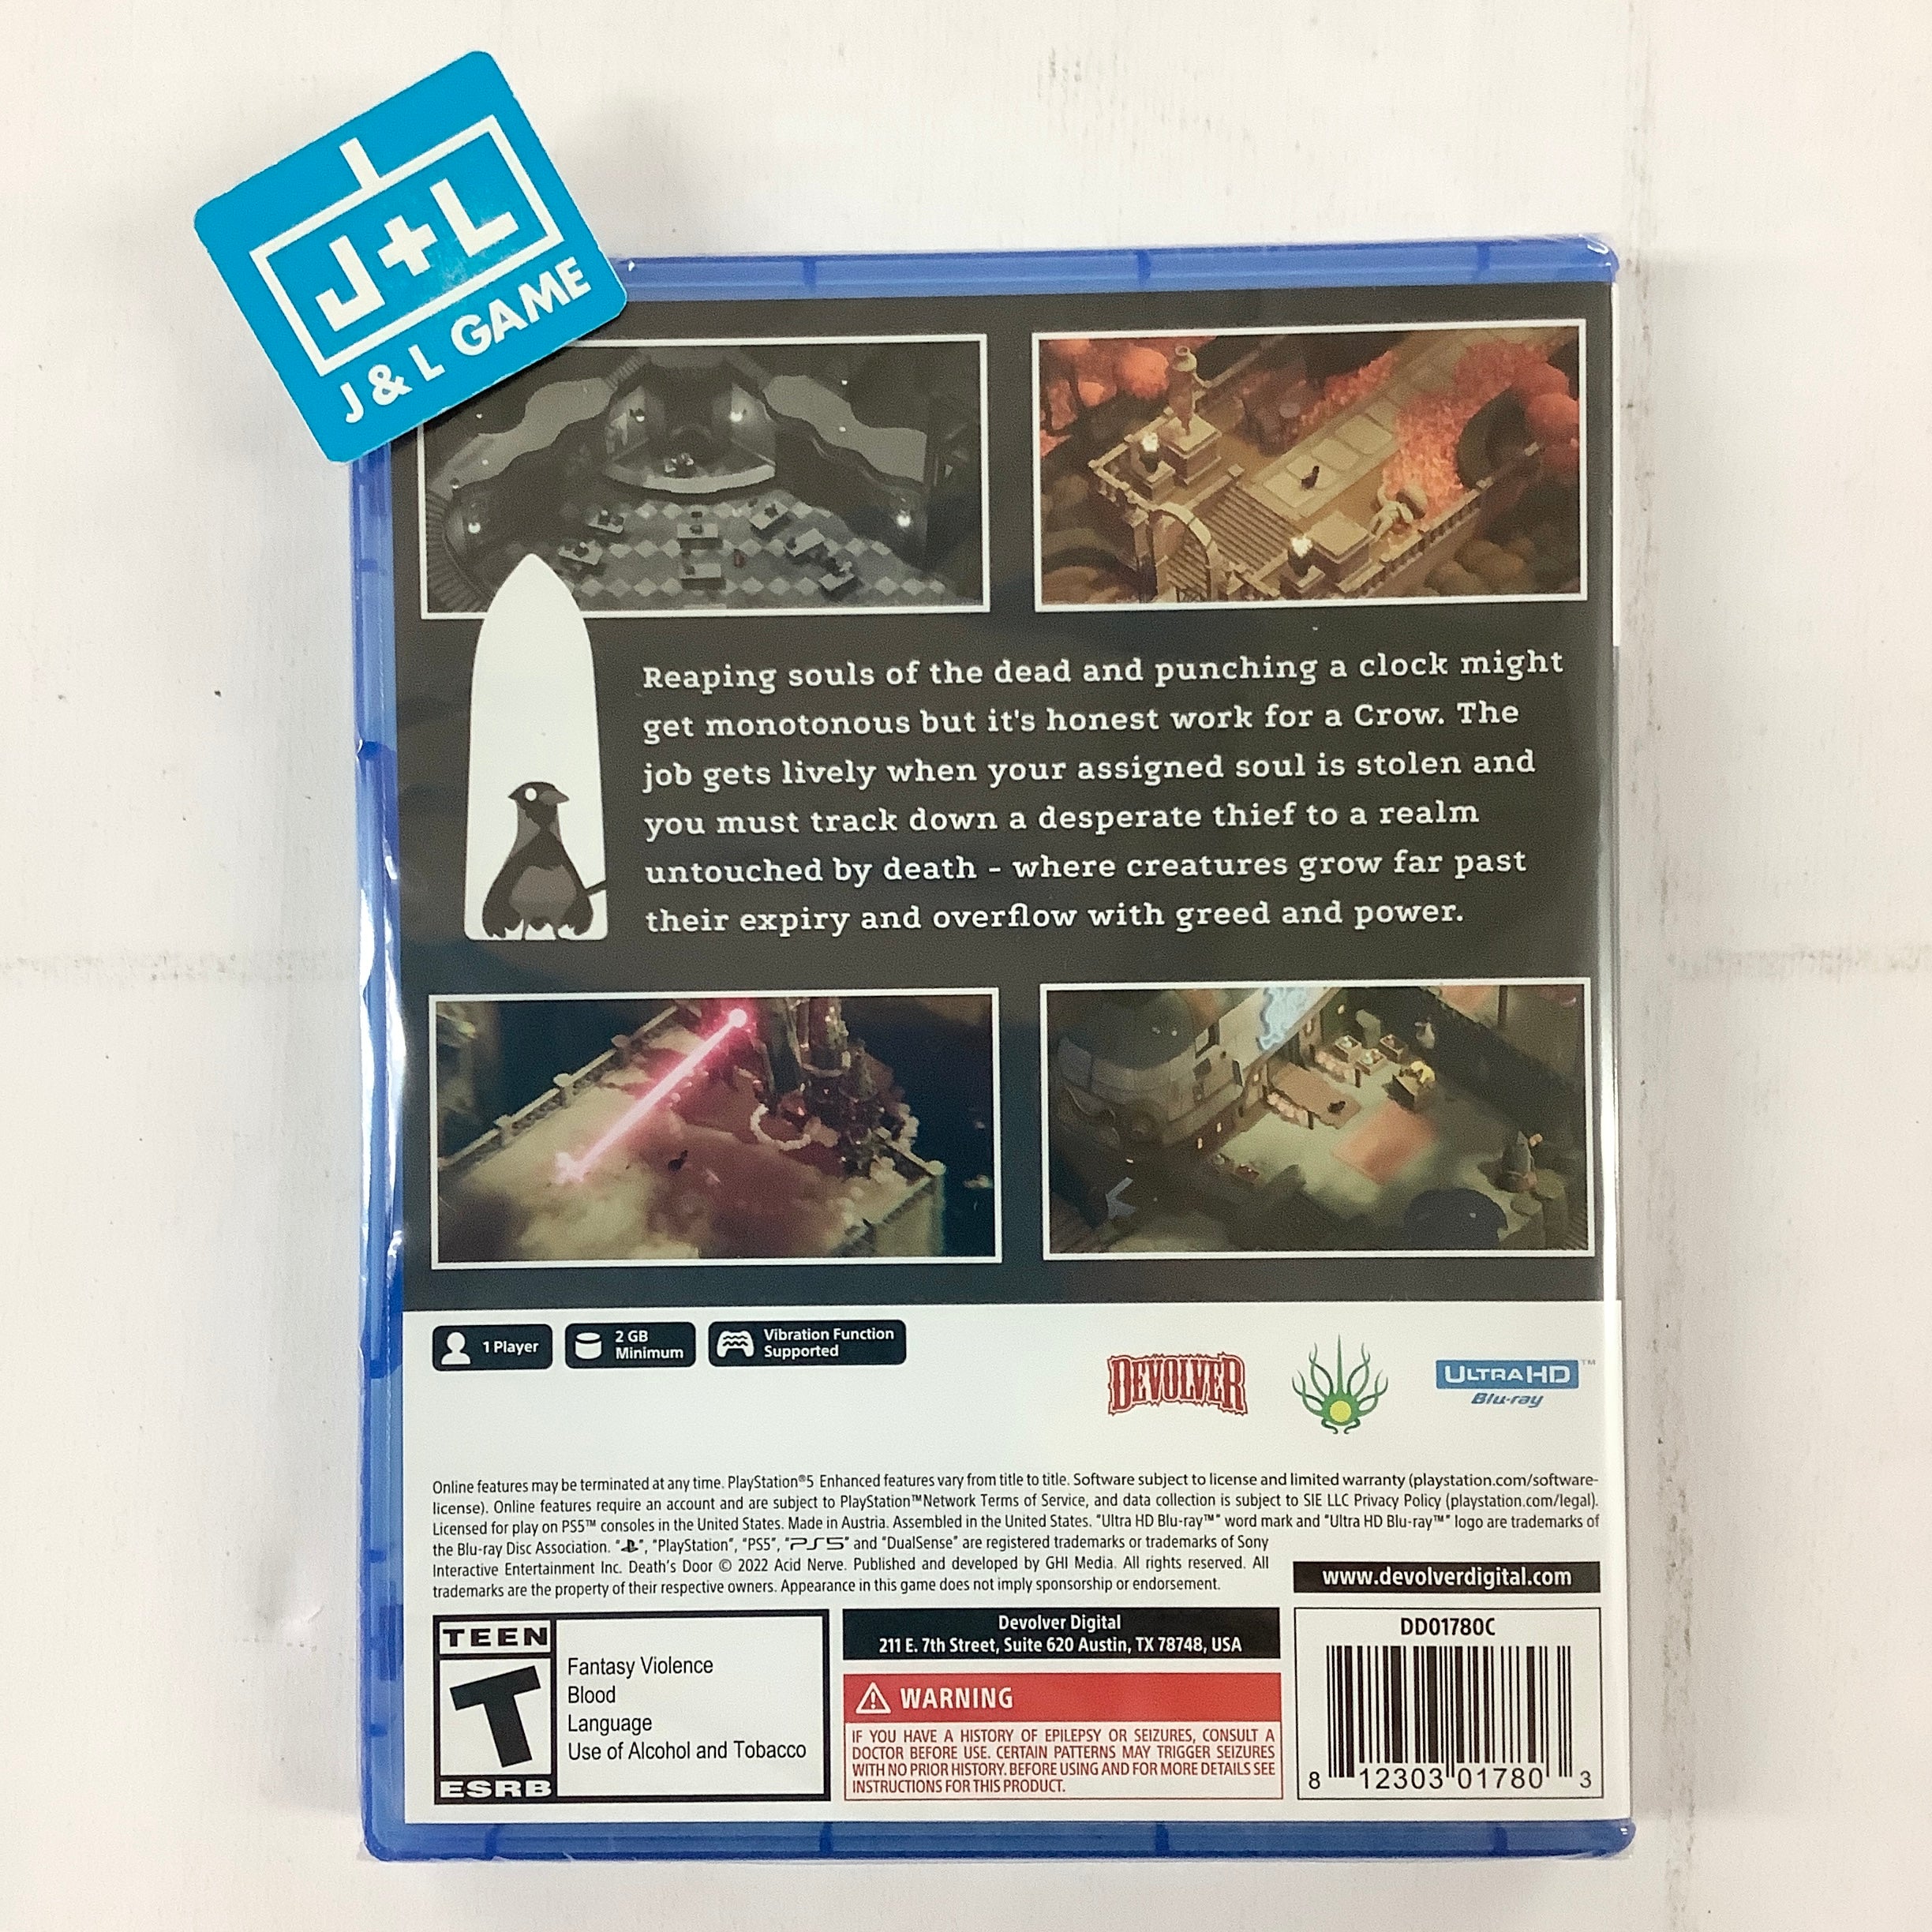 J+L
J & L GAME
Reaping souls of the dead and punching a clock might
get monotonous but it's honest work for a Crow. The
job gets lively when your assigned soul is stolen and
you must track down a desperate thief to a realm
untouched by death - where creatures grow far past
their expiry and overflow with greed and power.
1 Player
2 GB
Minimum
Vibration Function
Supported
DEVOLVER
ULTRA HD™
Blu-ray
Online features may be terminated at any time. PlayStation®5 Enhanced features vary from title to title. Software subject to license and limited warranty (playstation.com/software-
license). Online features require an account and are subject to PlayStation™Network Terms of Service, and data collection is subject to SIE LLC Privacy Policy (playstation.com/legal).
Licensed for play on PS5™ consoles in the United States. Made in Austria. Assembled in the United States. "Ultra HD Blu-ray™" word mark and "Ultra HD Blu-ray™" logo are trademarks of
the Blu-ray Disc Association. "", "PlayStation", "PS5", "PS5" and "DualSense" are registered trademarks or trademarks of Sony
Interactive Entertainment Inc. Death's Door © 2022 Acid Nerve. Published and developed by GHI Media. All rights reserved. All
trademarks are the property of their respective owners. Appearance in this game does not imply sponsorship or endorsement.
www.devolverdigital.com
TEEN
T
ESRB
Fantasy Violence
Blood
Language
Use of Alcohol and Tobacco
Devolver Digital
211 E. 7th Street, Suite 620 Austin, TX 78748, USA
WARNING
IF YOU HAVE A HISTORY OF EPILEPSY OR SEIZURES, CONSULT A
DOCTOR BEFORE USE. CERTAIN PATTERNS MAY TRIGGER SEIZURES
WITH NO PRIOR HISTORY. BEFORE USING AND FOR MORE DETAILS SEE
INSTRUCTIONS FOR THIS PRODUCT.
DD01780C
8 12303 01780 3